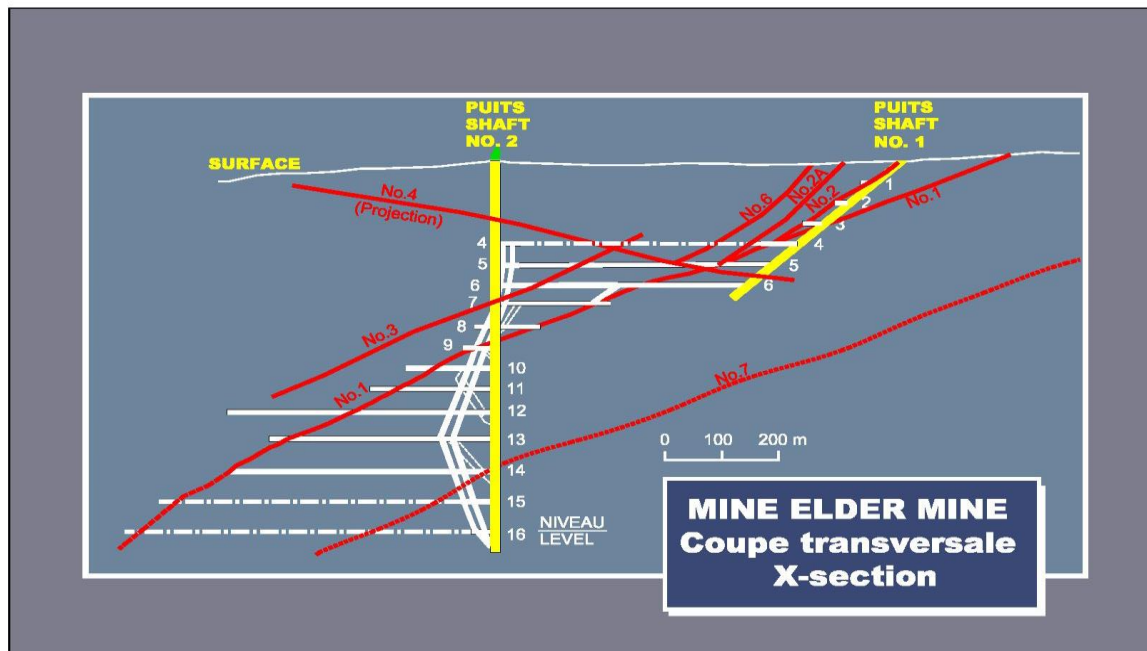 PUITS
SHAFT
NO. 2
PUITS
SHAFT
NO. 1
SURFACE
No.4
(Projection)
No.6
No.2A
No.2
No.1
1
2
3
4
4
5
5
6
6
7
8
No.3
9
No.7
10
No.1
11
12
13
0 100 200 m
14
15
16
NIVEAU
LEVEL
MINE ELDER MINE
Coupe transversale
X-section